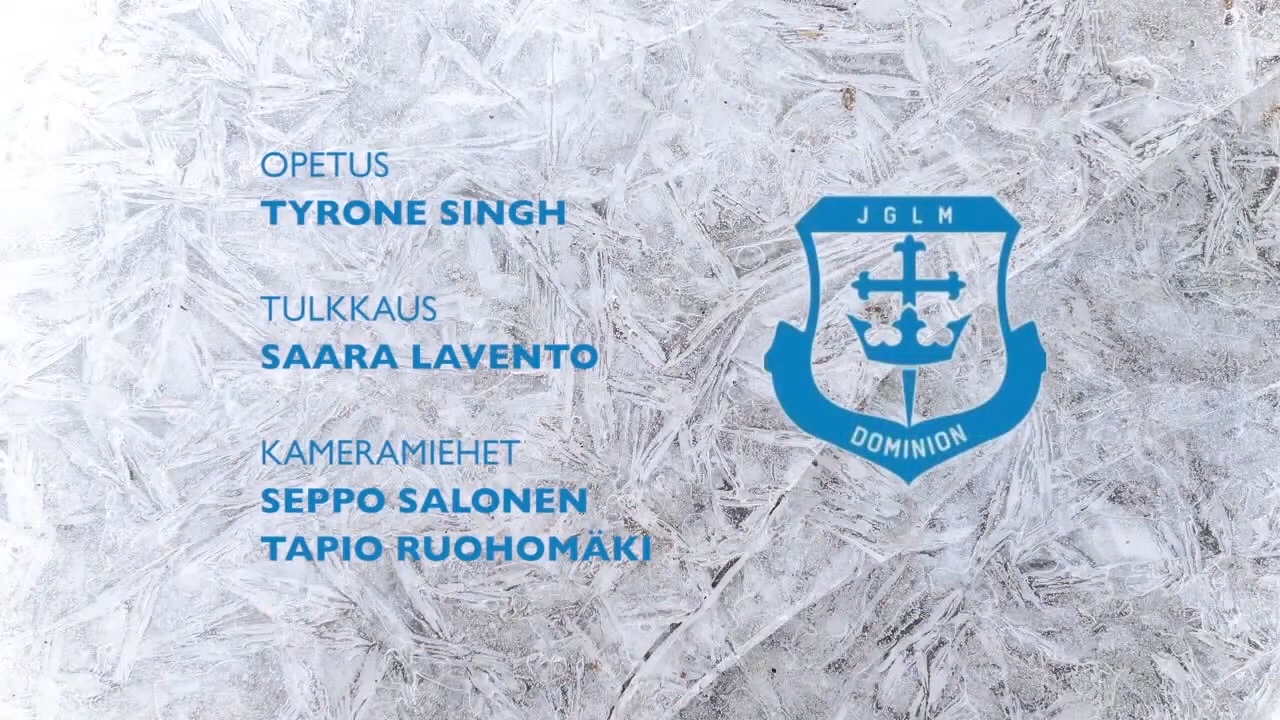 OPETUS
TYRONE SINGH
TULKKAUS
SAARA LAVENTO
KAMERAMIEHET
SEPPO SALONEN
TAPIO RUOHOMÄKI
JGLM
DOMINION